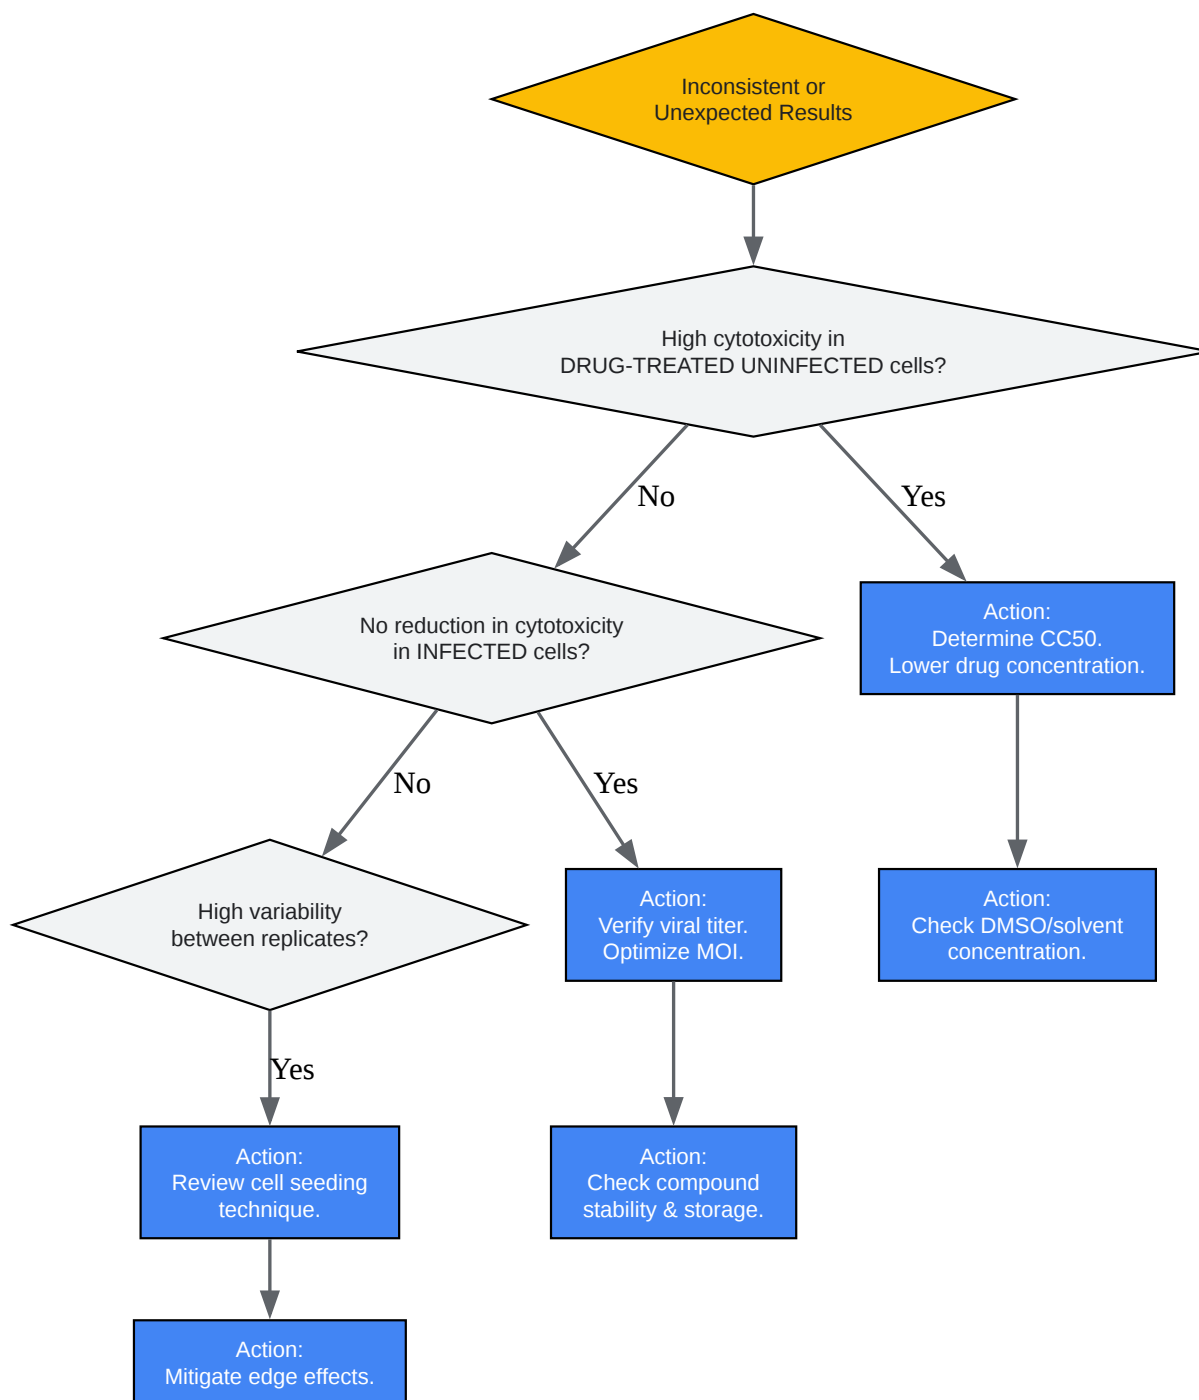 Inconsistent or
Unexpected Results
High cytotoxicity in
DRUG-TREATED UNINFECTED cells?
No
Yes
No reduction in cytotoxicity
in INFECTED cells?
Action:
Determine CC50.
Lower drug concentration.
No
Yes
High variability
between replicates?
Action:
Verify viral titer.
Optimize MOI.
Action:
Check DMSO/solvent
concentration.
Yes
Action:
Review cell seeding
technique.
Action:
Check compound
stability & storage.
Action:
Mitigate edge effects.